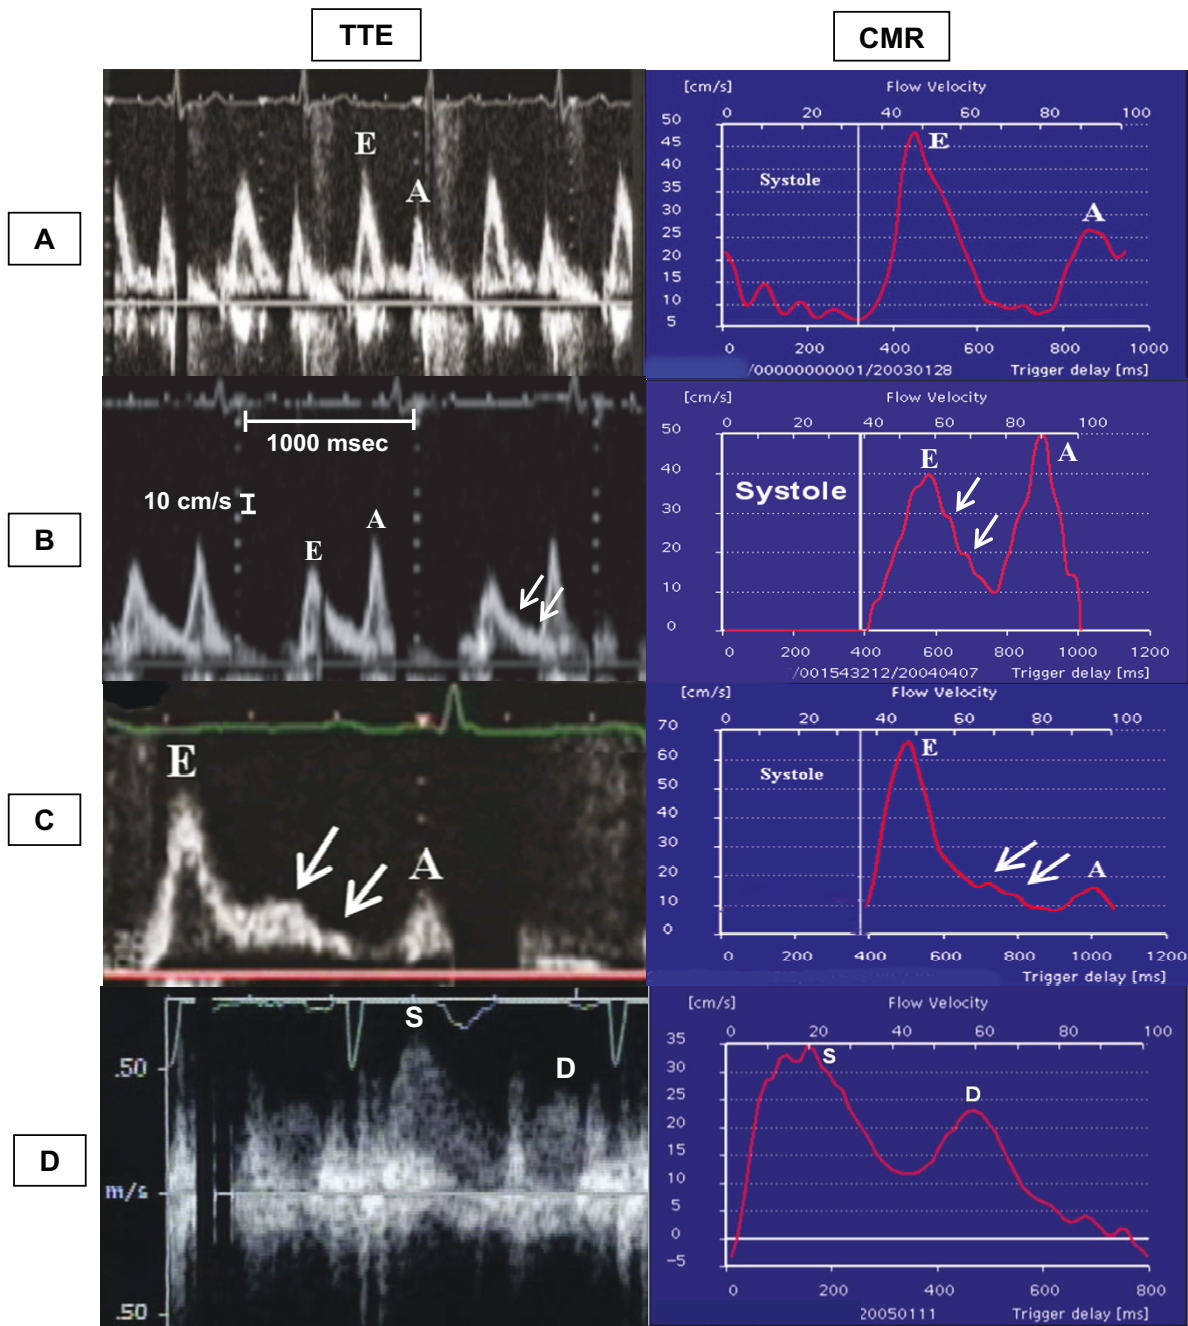 TTE
CMR
A
E
A
[cm/s]
Flow Velocity
0 20 40 60 80 100
50
45
40
35
30
25
20
15
10
5
Systole
E
A
0 200 400 600 800 1000
/00000000001/20030128
Trigger delay [ms]
B
1000 msec
10 cm/s
E
A
[cm/s]
Flow Velocity
0 20 40 60 80 100
50
40
30
20
10
0
Systole
E
A
0 200 400 600 800 1000 1200
/001543212/20040407
Trigger delay [ms]
C
E
A
[cm/s]
Flow Velocity
0 20 40 60 80 100
70
60
50
40
30
20
10
0
Systole
E
A
0 200 400 600 800 1000 1200
Trigger delay [ms]
D
.50
m/s
.50
S
D
[cm/s]
Flow Velocity
0 20 40 60 80 100
35
30
25
20
15
10
5
0
-5
S
D
0 200 400 600 800
20050111
Trigger delay [ms]